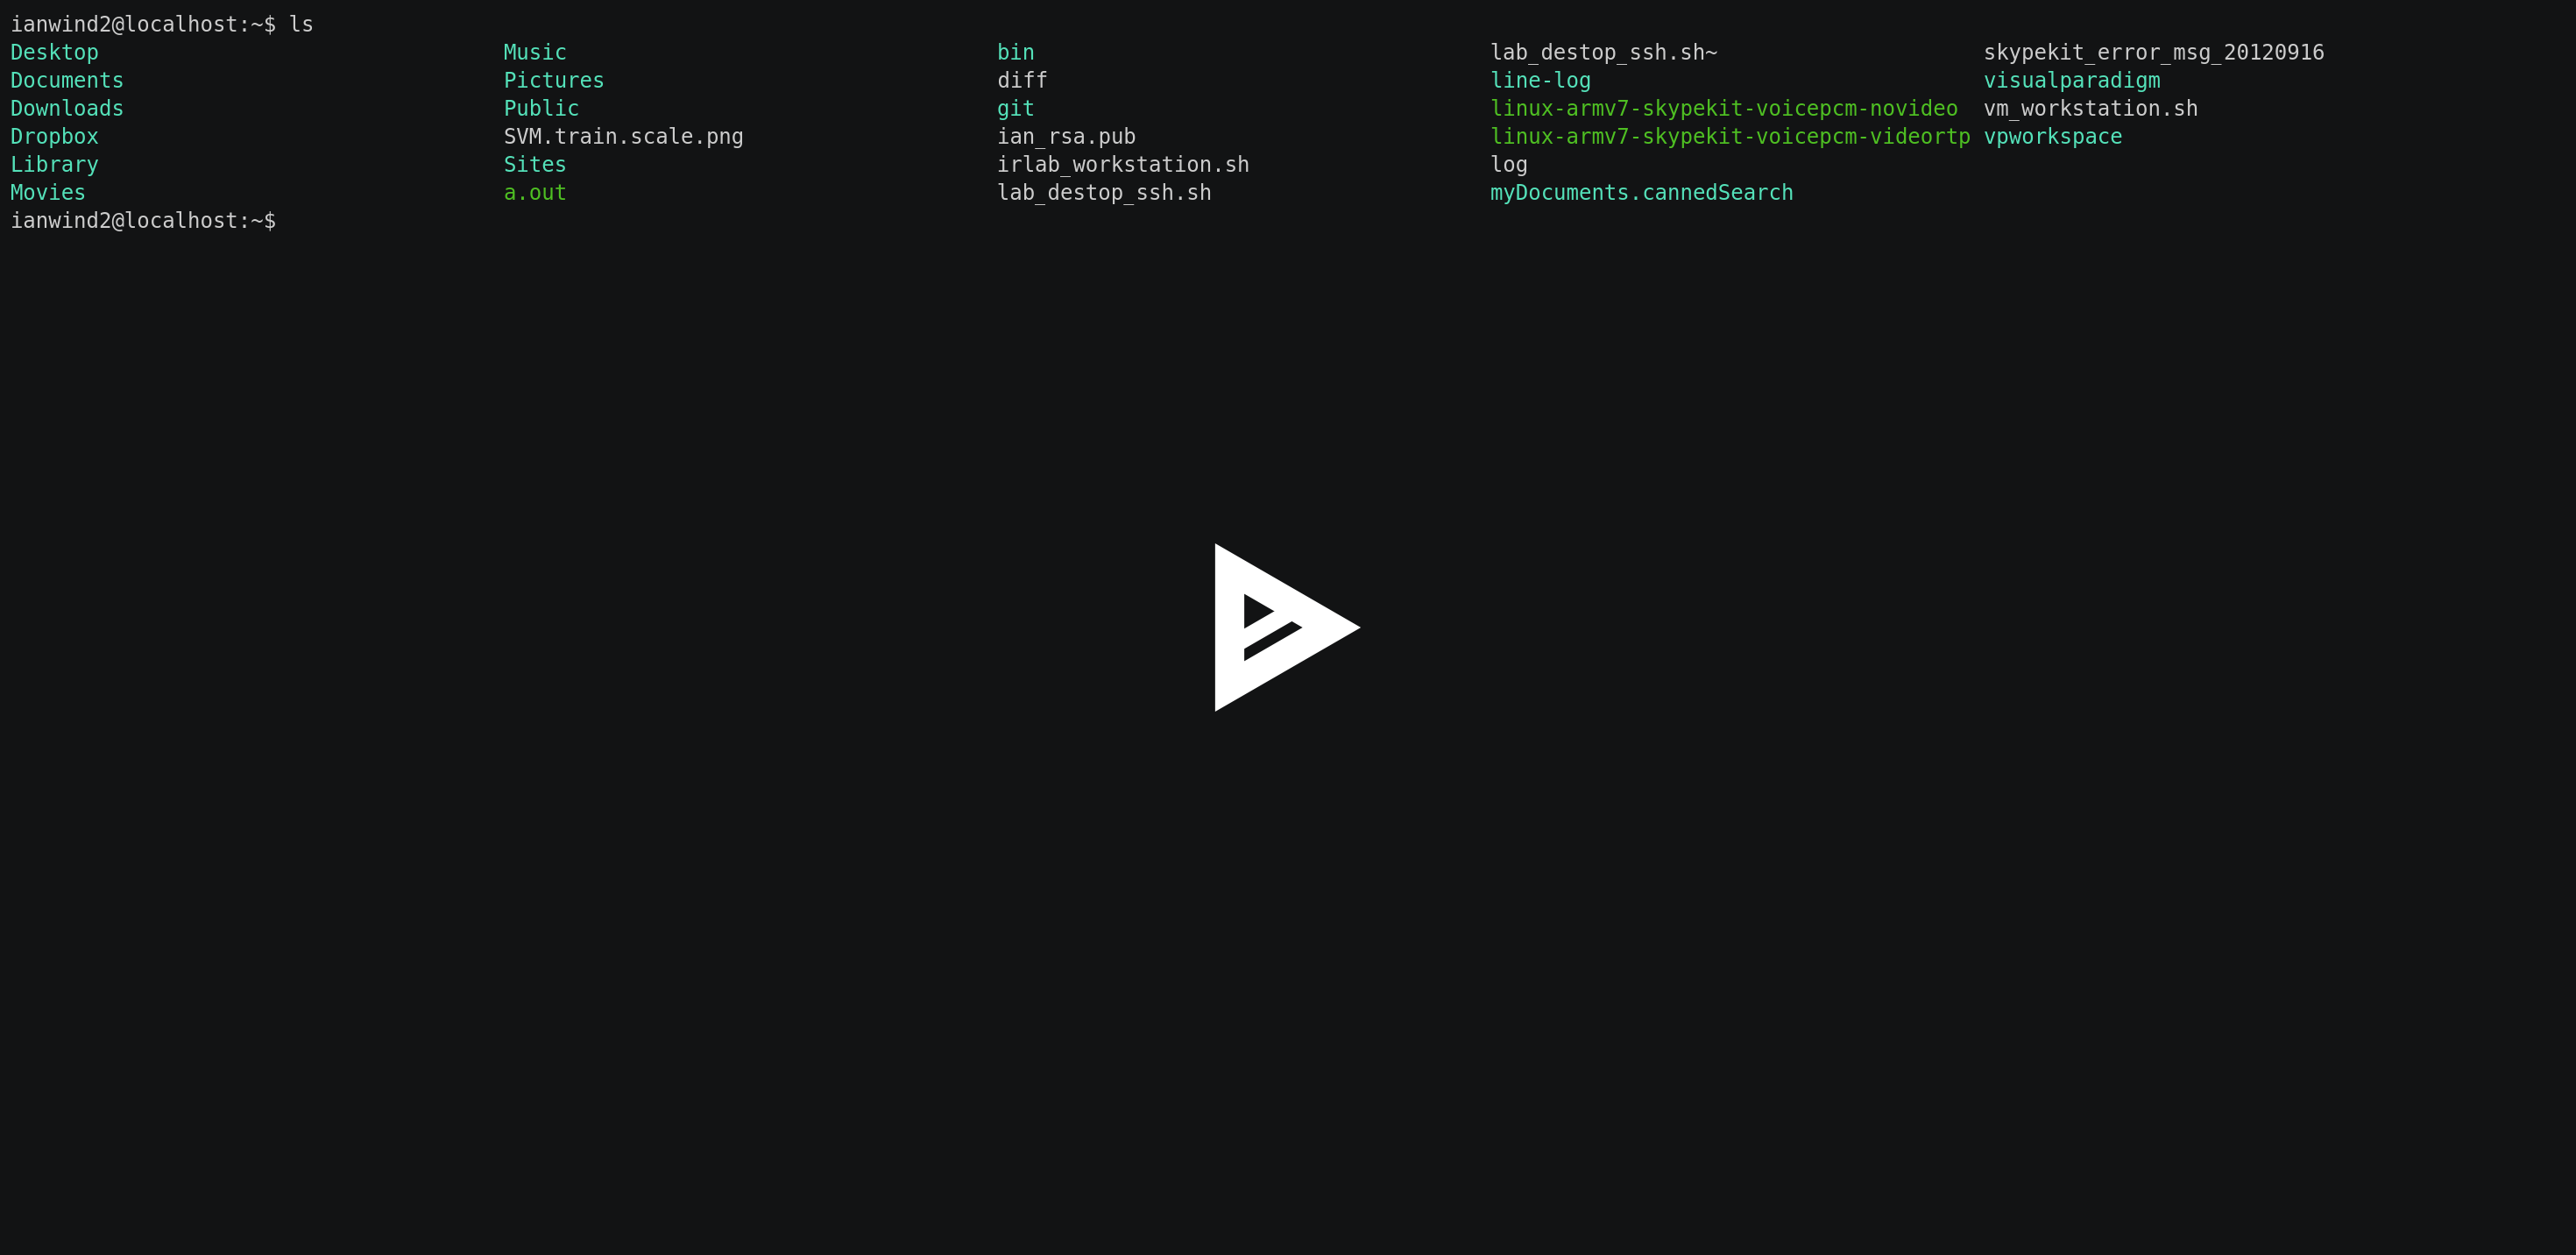 ianwind2@localhost:~$ ls
Desktop Music bin lab_destop_ssh.sh~ skypekit_error_msg_20120916
Documents Pictures diff line-log visualparadigm
Downloads Public git linux-armv7-skypekit-voicepcm-novideo vm_workstation.sh
Dropbox SVM.train.scale.png ian_rsa.pub linux-armv7-skypekit-voicepcm-videortp vpworkspace
Library Sites irlab_workstation.sh log
Movies a.out lab_destop_ssh.sh myDocuments.cannedSearch
ianwind2@localhost:~$